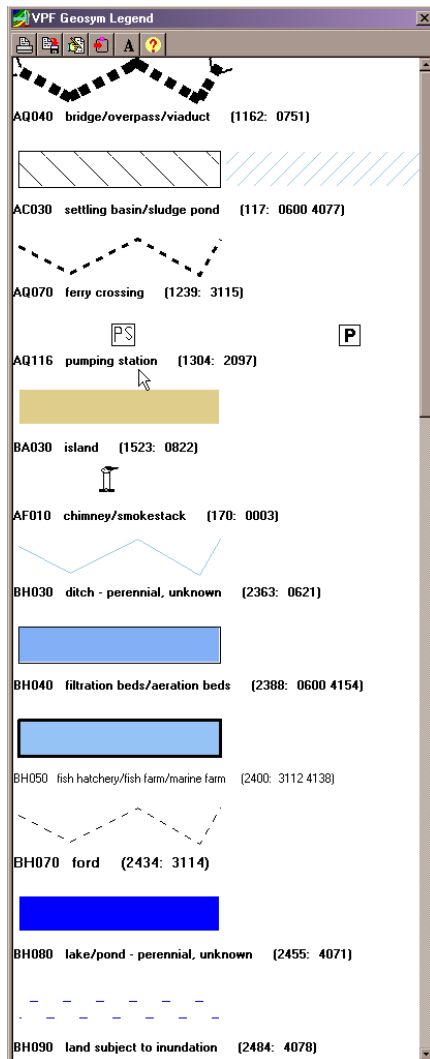 VPF Geosym Legend
A ?
AQ040 bridge/overpass/viaduct (1162: 0751)
AC030 settling basin/sludge pond (117: 0600 4077)
AQ070 ferry crossing (1239: 3115)
PS P
AQ116 pumping station (1304: 2097)
BA030 island (1523: 0822)
AF010 chimney/smokestack (170: 0003)
BH030 ditch - perennial, unknown (2363: 0621)
BH040 filtration beds/aeration beds (2388: 0600 4154)
BH050 fish hatchery/fish farm/marine farm (2400: 3112 4138)
BH070 ford (2434: 3114)
BH080 lake/pond - perennial, unknown (2455: 4071)
BH090 land subject to inundation (2484: 4078)